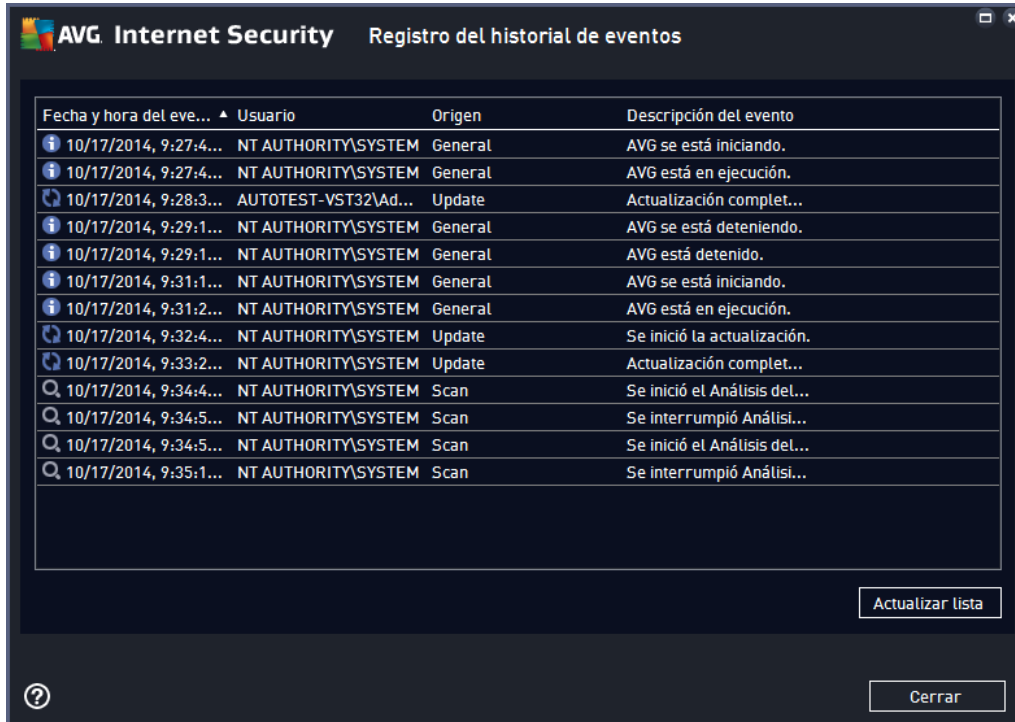 AVG. Internet Security Registro del historial de eventos
Fecha y hora del eve... Usuario Origen Descripción del evento
10/17/2014, 9:27:4... NT AUTHORITY\SYSTEM General AVG se está iniciando.
10/17/2014, 9:27:4... NT AUTHORITY\SYSTEM General AVG está en ejecución.
10/17/2014, 9:28:3... AUTOTEST-VST32\Ad... Update Actualización complet...
10/17/2014, 9:29:1... NT AUTHORITY\SYSTEM General AVG se está deteniendo.
10/17/2014, 9:29:1... NT AUTHORITY\SYSTEM General AVG está detenido.
10/17/2014, 9:31:1... NT AUTHORITY\SYSTEM General AVG se está iniciando.
10/17/2014, 9:31:2... NT AUTHORITY\SYSTEM General AVG está en ejecución.
10/17/2014, 9:32:4... NT AUTHORITY\SYSTEM Update Se inició la actualización.
10/17/2014, 9:33:2... NT AUTHORITY\SYSTEM Update Actualización complet...
10/17/2014, 9:34:4... NT AUTHORITY\SYSTEM Scan Se inició el Análisis del...
10/17/2014, 9:34:5... NT AUTHORITY\SYSTEM Scan Se interrumpió Análisi...
10/17/2014, 9:34:5... NT AUTHORITY\SYSTEM Scan Se inició el Análisis del...
10/17/2014, 9:35:1... NT AUTHORITY\SYSTEM Scan Se interrumpió Análisi...
Actualizar lista
Cerrar